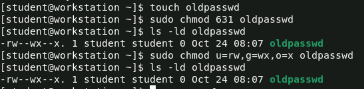 [student@workstation ~]$ touch oldpasswd
[student@workstation ~]$ sudo chmod 631 oldpasswd
[student@workstation ~]$ ls -ld oldpasswd
-rw--wx--x. 1 student student 0 Oct 24 08:07 oldpasswd
[student@workstation ~]$ sudo chmod u=rw,g=wx,o=x oldpasswd
[student@workstation ~]$ ls -ld oldpasswd
-rw--wx--x. 1 student student 0 Oct 24 08:07 oldpasswd